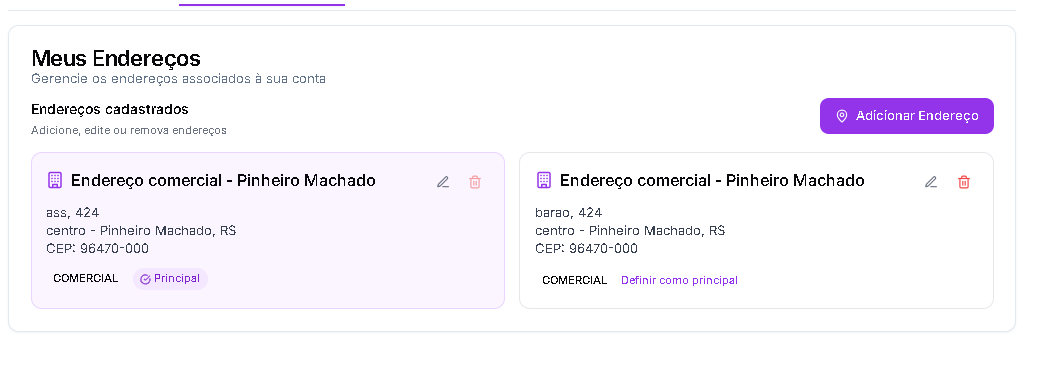 Meus Endereços
Gerencie os endereços associados à sua conta
Endereços cadastrados
Adicione, edite ou remova endereços
Adicionar Endereço
Endereço comercial - Pinheiro Machado
ass, 424
centro - Pinheiro Machado, RS
CEP: 96470-000
COMERCIAL Principal
Endereço comercial - Pinheiro Machado
barao, 424
centro - Pinheiro Machado, RS
CEP: 96470-000
COMERCIAL Definir como principal